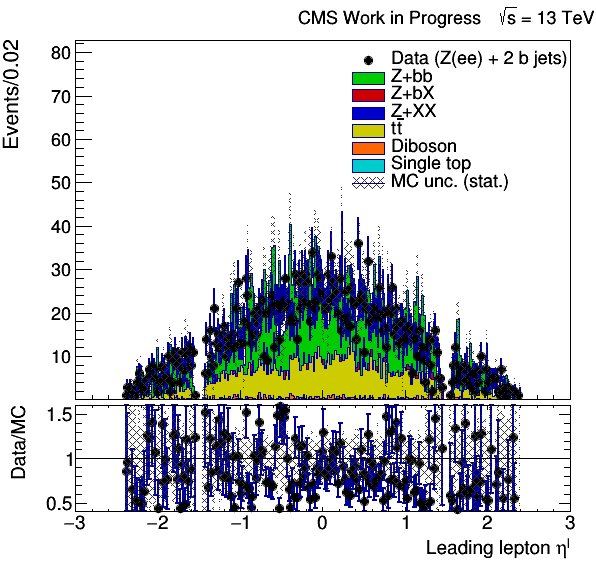 CMS Work in Progress √s = 13 TeV
Events/0.02
80
70
60
50
40
30
20
10
Data (Z(ee) + 2 b jets)
Z+bb
Z+bX
Z+XX
tt̄
Diboson
Single top
MC unc. (stat.)
Data/MC
1.5
1
0.5
−3 −2 −1 0 1 2 3
Leading lepton ηˡ